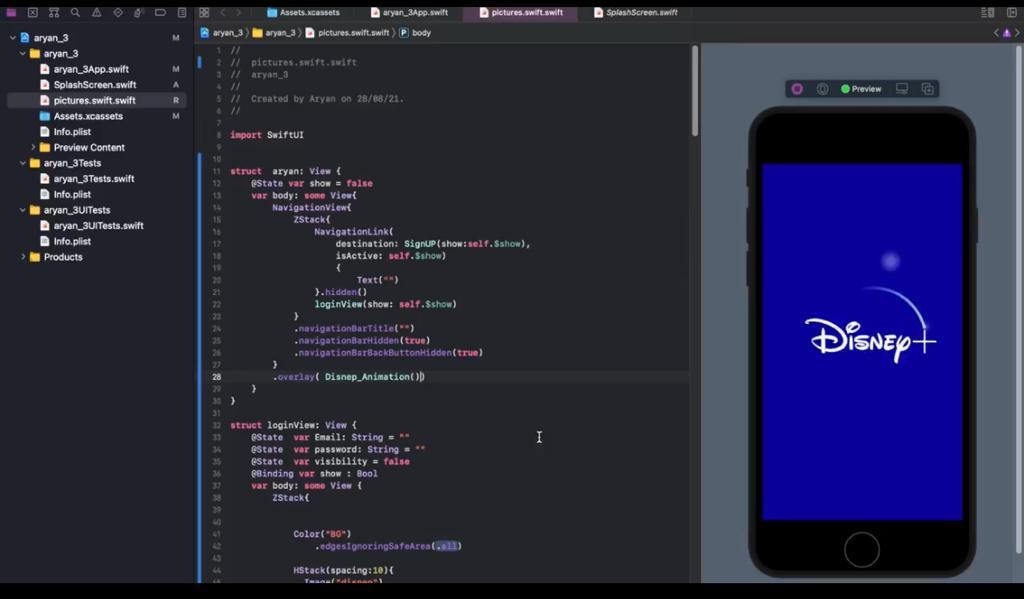 Assets.xcassets
aryan_3App.swift
pictures.swift.swift
SplashScreen.swift
aryan_3
M
aryan_3
aryan_3App.swift
M
SplashScreen.swift
A
pictures.swift.swift
R
Assets.xcassets
M
Info.plist
Preview Content
aryan_3Tests
aryan_3Tests.swift
Info.plist
aryan_3UITests
aryan_3UITests.swift
Info.plist
Products
aryan_3 〉 aryan_3 〉 pictures.swift.swift 〉 P body
1 //
2 //  pictures.swift.swift
3 //  aryan_3
4 //
5 //  Created by Aryan on 28/08/21.
6 //
7
8 import SwiftUI
9
10
11 struct  aryan: View {
12     @State var show = false
13     var body: some View{
14         NavigationView{
15             ZStack{
16                 NavigationLink(
17                     destination: SignUP(show:self.$show),
18                     isActive: self.$show)
19                     {
20                         Text("")
21                 }.hidden()
22                 loginView(show: self.$show)
23             }
24             .navigationBarTitle("")
25             .navigationBarHidden(true)
26             .navigationBarBackButtonHidden(true)
27         }
28         .overlay( Disnep_Animation())
29     }
30 }
31
32 struct loginView: View {
33     @State  var Email: String = ""
34     @State  var password: String = ""
35     @State  var visibility = false
36     @Binding var show : Bool
37     var body: some View {
38         ZStack{
39
40
41             Color("BG")
42                 .edgesIgnoringSafeArea(.all)
43
44             HStack(spacing:10){
Preview
Disney+